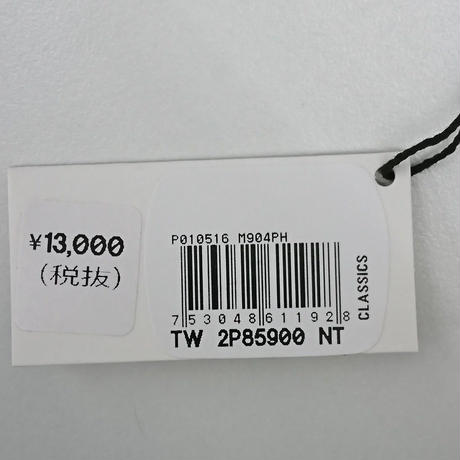 ¥13,000
(税抜)
P010516 M904PH
7 53048 61192 8
TW 2P85900 NT
CLASSICS